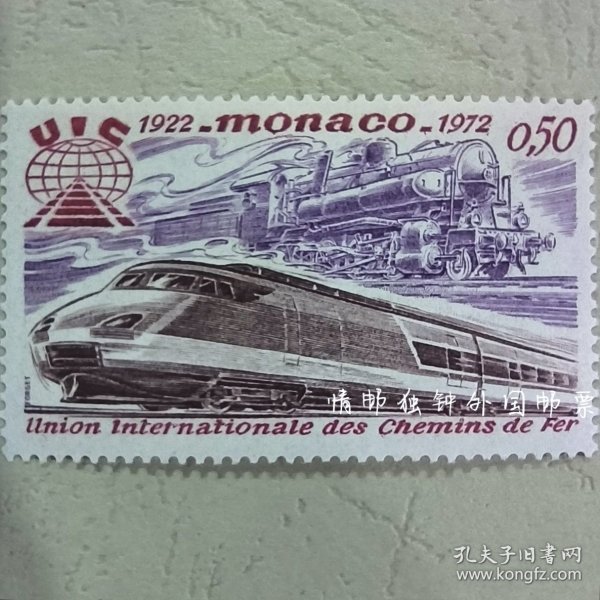 UIC 1922 - monaco - 1972 0,50
FORGET
Union Internationale des Chemins de Fer
情邮独钟外国邮票
孔夫子旧书网
www.kongfz.com